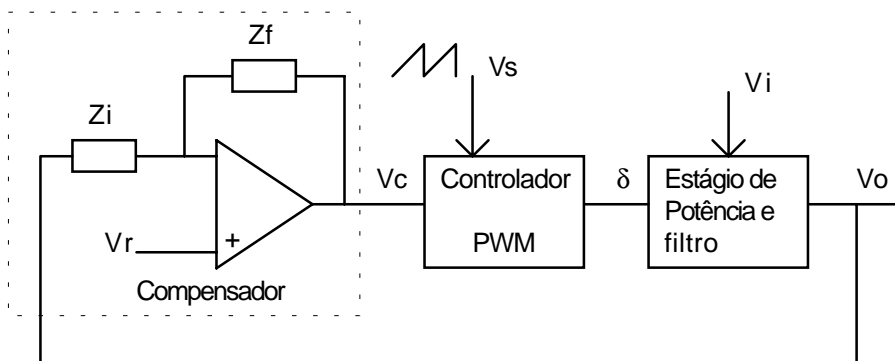 Zf
Vs
Vi
Zi
Vc
Controlador
PWM
δ
Estágio de
Potência e
filtro
Vo
Vr
+
Compensador